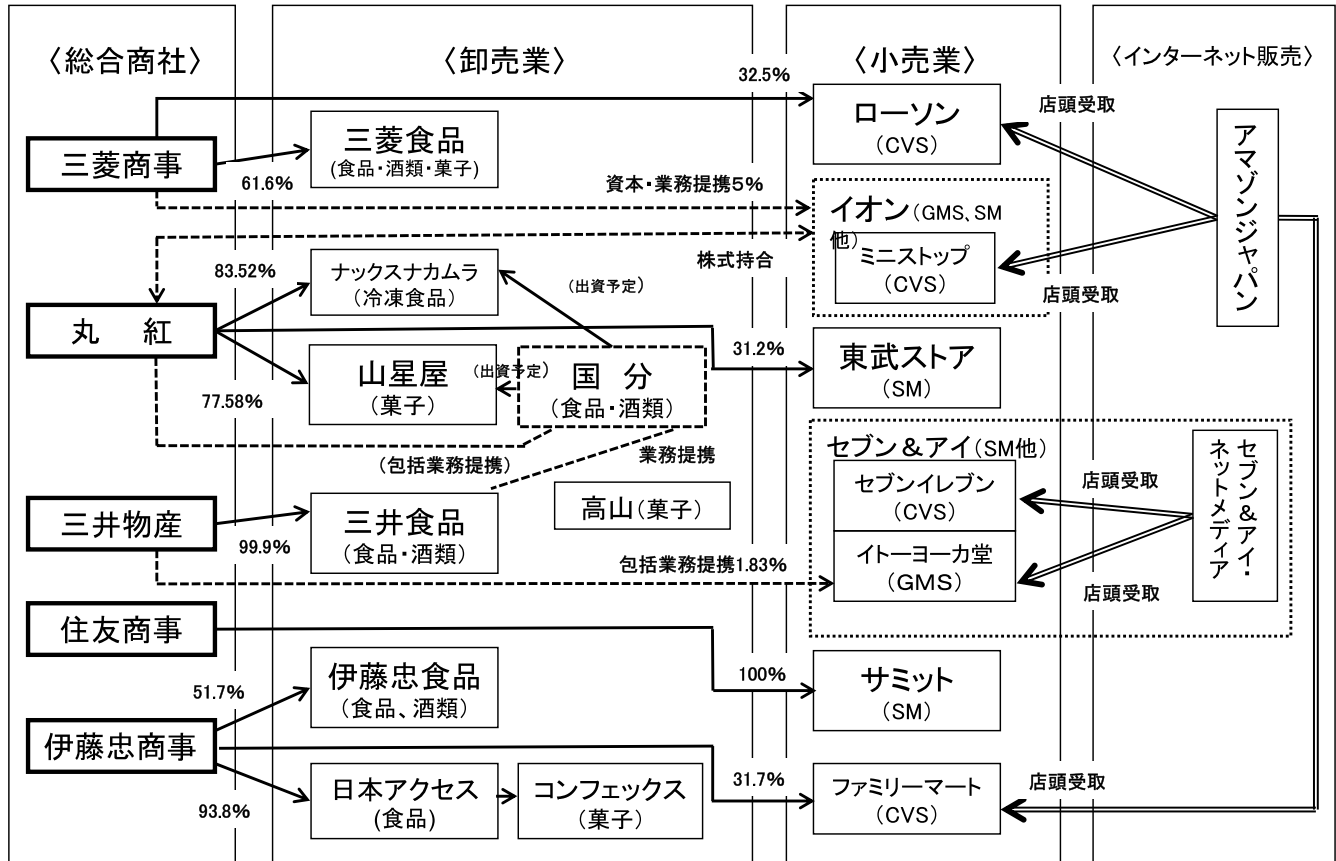 〈総合商社〉
〈卸売業〉
〈小売業〉
〈インターネット販売〉
32.5%
ローソン
(CVS)
店頭受取
三菱商事
三菱食品
(食品・酒類・菓子)
61.6%
資本・業務提携5%
イオン(GMS、SM
他)
ミニストップ
(CVS)
店頭受取
アマゾンジャパン
株式持合
83.52%
ナックスナカムラ
(冷凍食品)
(出資予定)
丸 紅
31.2%
東武ストア
(SM)
山星屋
(菓子)
(出資予定)
国 分
(食品・酒類)
77.58%
(包括業務提携)
業務提携
セブン&アイ(SM他)
セブンイレブン
(CVS)
店頭受取
イトーヨーカ堂
(GMS)
店頭受取
セブン&アイ・
ネットメディア
高山(菓子)
三井物産
三井食品
(食品・酒類)
99.9%
包括業務提携1.83%
住友商事
100%
サミット
(SM)
伊藤忠食品
(食品、酒類)
51.7%
伊藤忠商事
93.8%
日本アクセス
(食品)
コンフェックス
(菓子)
31.7%
ファミリーマート
(CVS)
店頭受取